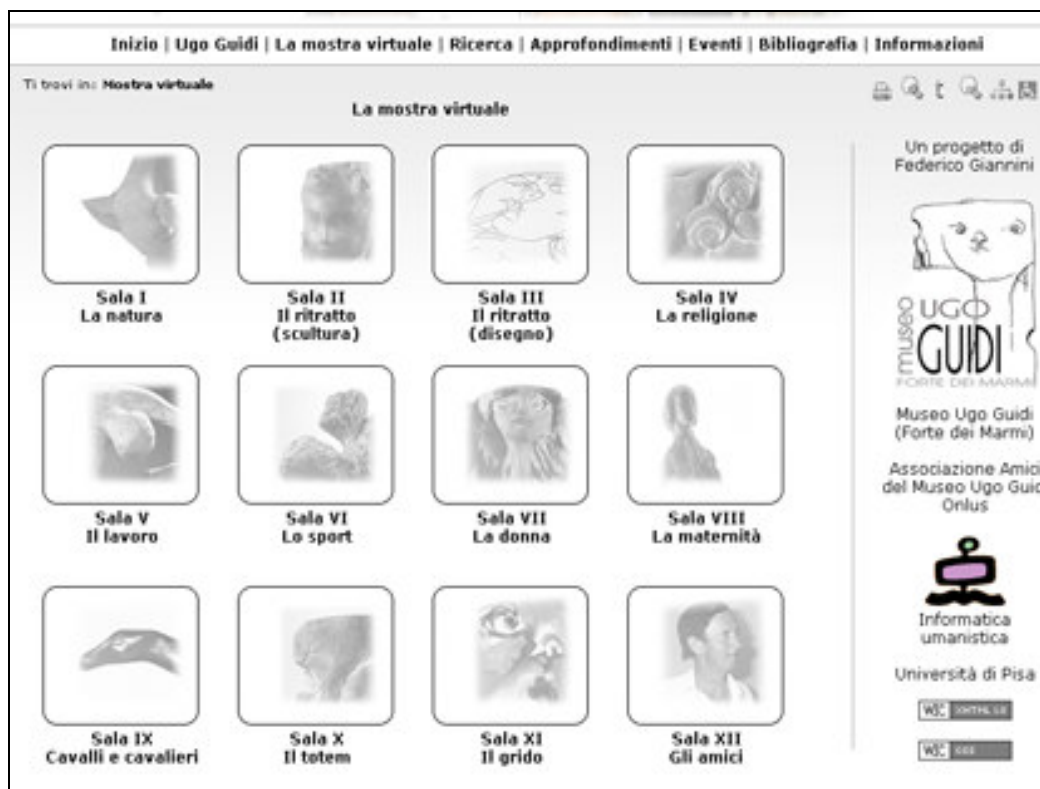 Inizio | Ugo Guidi | La mostra virtuale | Ricerca | Approfondimenti | Eventi | Bibliografia | Informazioni
Ti trovi in: Mostra virtuale
La mostra virtuale
Sala I
La natura
Sala II
Il ritratto
(scultura)
Sala III
Il ritratto
(disegno)
Sala IV
La religione
Sala V
Il lavoro
Sala VI
Lo sport
Sala VII
La donna
Sala VIII
La maternità
Sala IX
Cavalli e cavalieri
Sala X
Il totem
Sala XI
Il grido
Sala XII
Gli amici
Un progetto di
Federico Giannini
museo
UGO
GUIDI
FORTE DEI MARMI
Museo Ugo Guidi
(Forte dei Marmi)
Associazione Amici
del Museo Ugo Guid
Onlus
Informatica
umanistica
Università di Pisa
W3C XHTML 1.0
W3C CSS